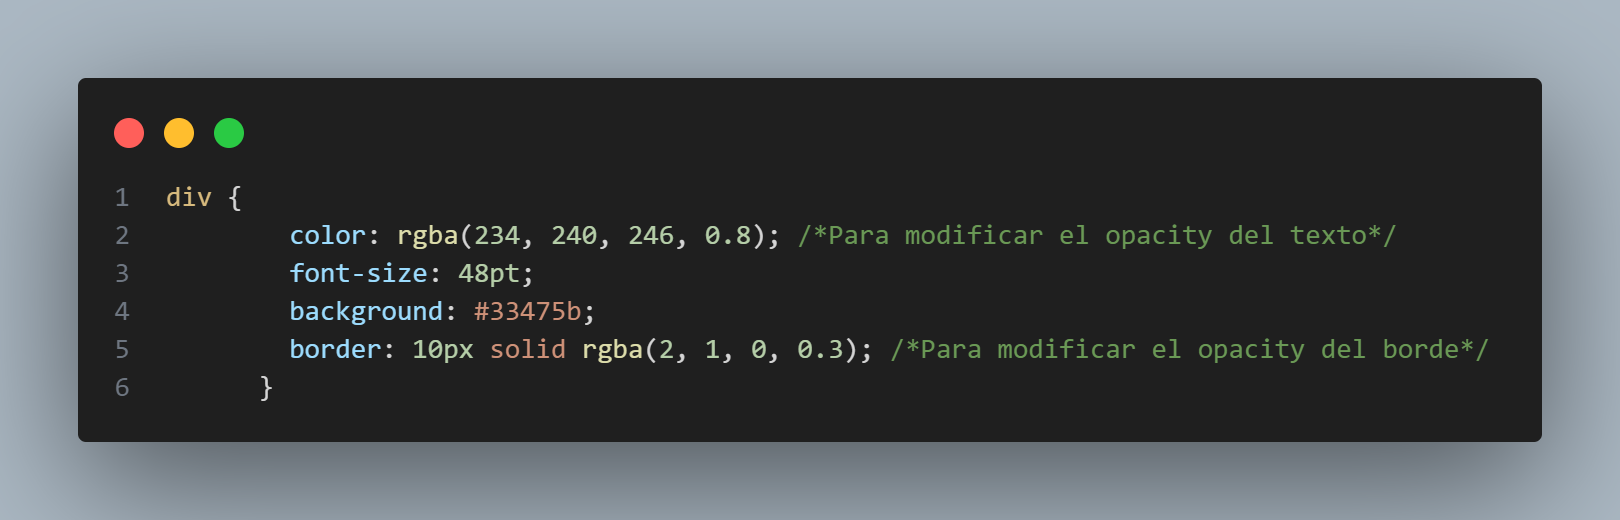 1 div {
2 color: rgba(234, 240, 246, 0.8); /*Para modificar el opacity del texto*/
3 font-size: 48pt;
4 background: #33475b;
5 border: 10px solid rgba(2, 1, 0, 0.3); /*Para modificar el opacity del borde*/
6 }